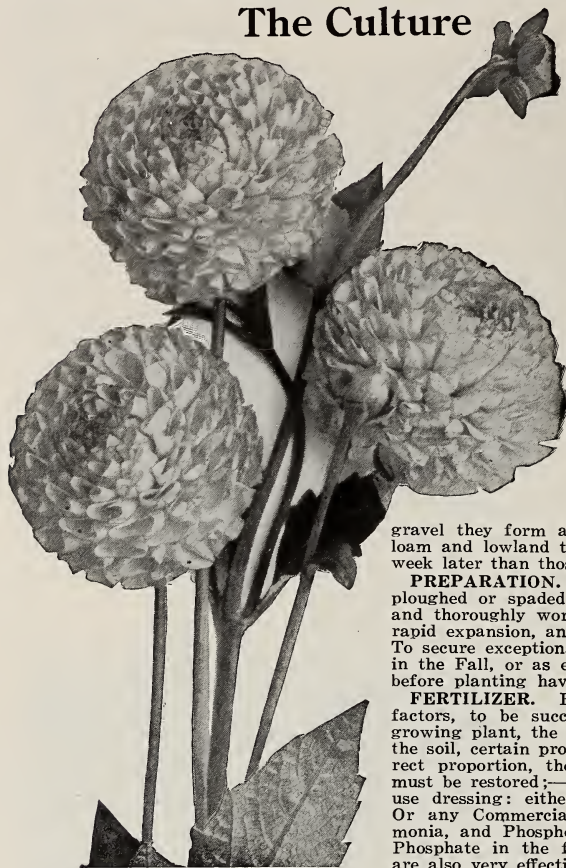 The Culture
gravel they form a
loam and lowland t
week later than tho
PREPARATION.
ploughed or spaded
and thoroughly wor
rapid expansion, an
To secure exception
in the Fall, or as e
before planting hav
FERTILIZER.
factors, to be succ
growing plant, the
the soil, certain pro
rect proportion, the
must be restored;—
use dressing: eithe
Or any Commercia
monia, and Phosph
Phosphate in the f
are also very effecti